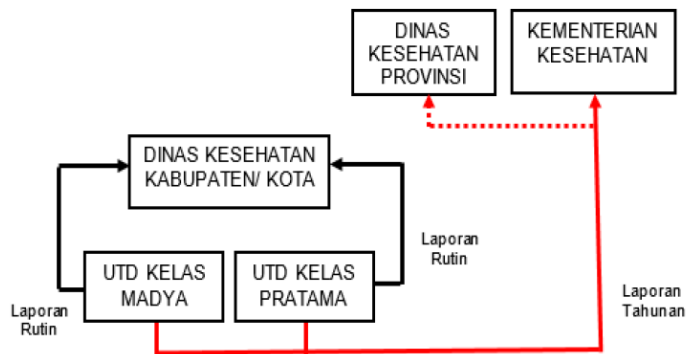 DINAS
KESEHATAN
PROVINSI
KEMENTERIAN
KESEHATAN
DINAS KESEHATAN
KABUPATEN/ KOTA
Laporan
Rutin
UTD KELAS
MADYA
UTD KELAS
PRATAMA
Laporan
Rutin
Laporan
Tahunan